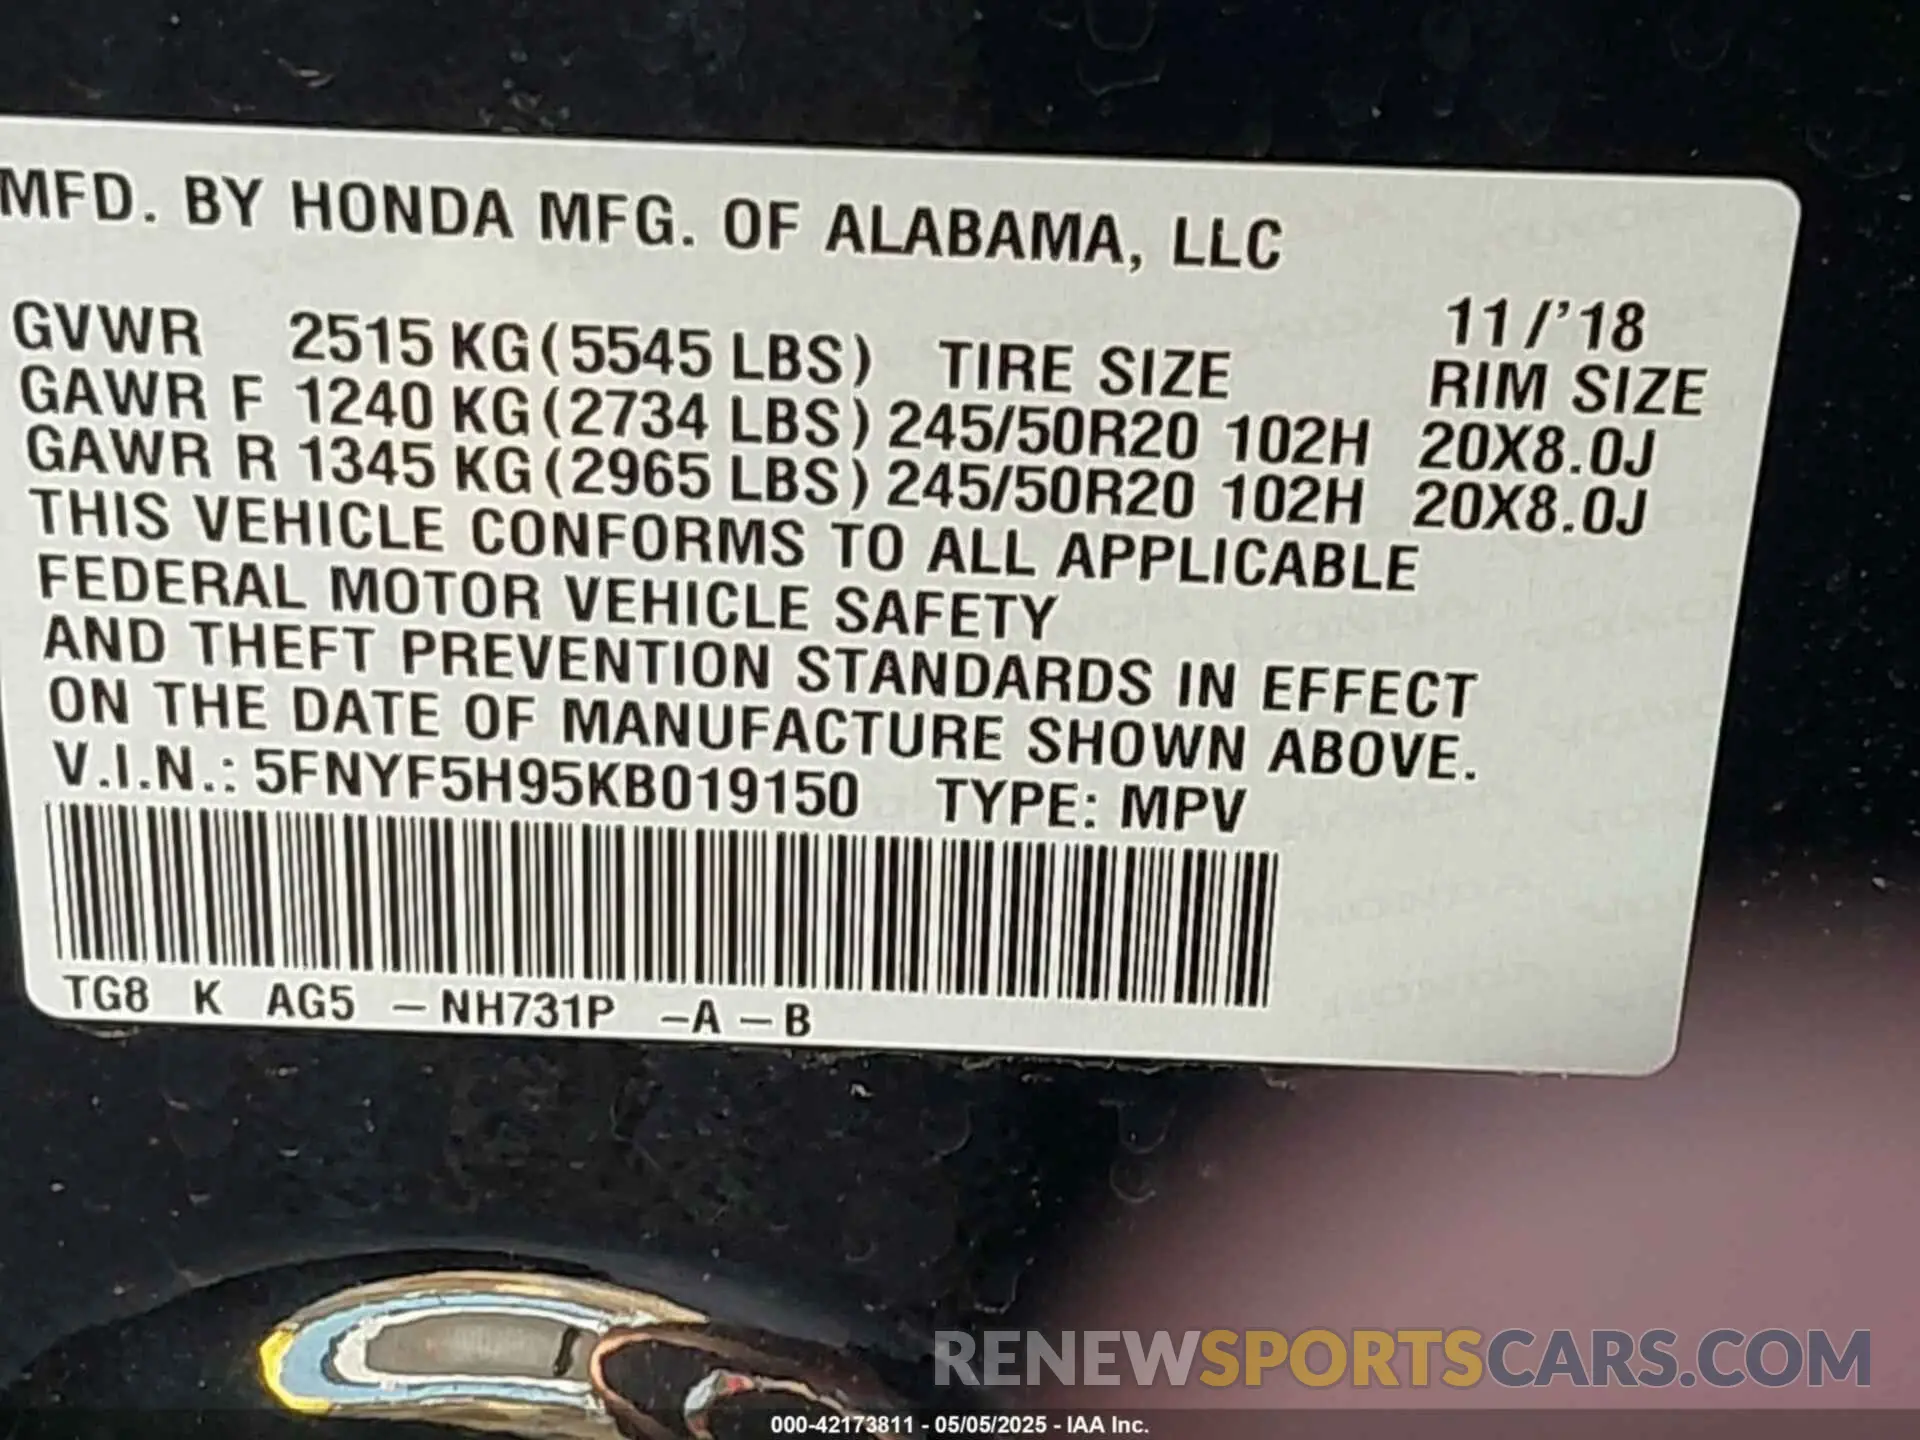 MFD. BY HONDA MFG. OF ALABAMA, LLC
11/'18
GVWR 2515 KG(5545 LBS) TIRE SIZE RIM SIZE
GAWR F 1240 KG(2734 LBS) 245/50R20 102H 20X8.0J
GAWR R 1345 KG(2965 LBS) 245/50R20 102H 20X8.0J
THIS VEHICLE CONFORMS TO ALL APPLICABLE
FEDERAL MOTOR VEHICLE SAFETY
AND THEFT PREVENTION STANDARDS IN EFFECT
ON THE DATE OF MANUFACTURE SHOWN ABOVE.
V.I.N.: 5FNYF5H95KB019150 TYPE: MPV
TG8 K AG5 –NH731P –A –B
RENEWSPORTSCARS.COM
000-42173811 - 05/05/2025 - IAA Inc.